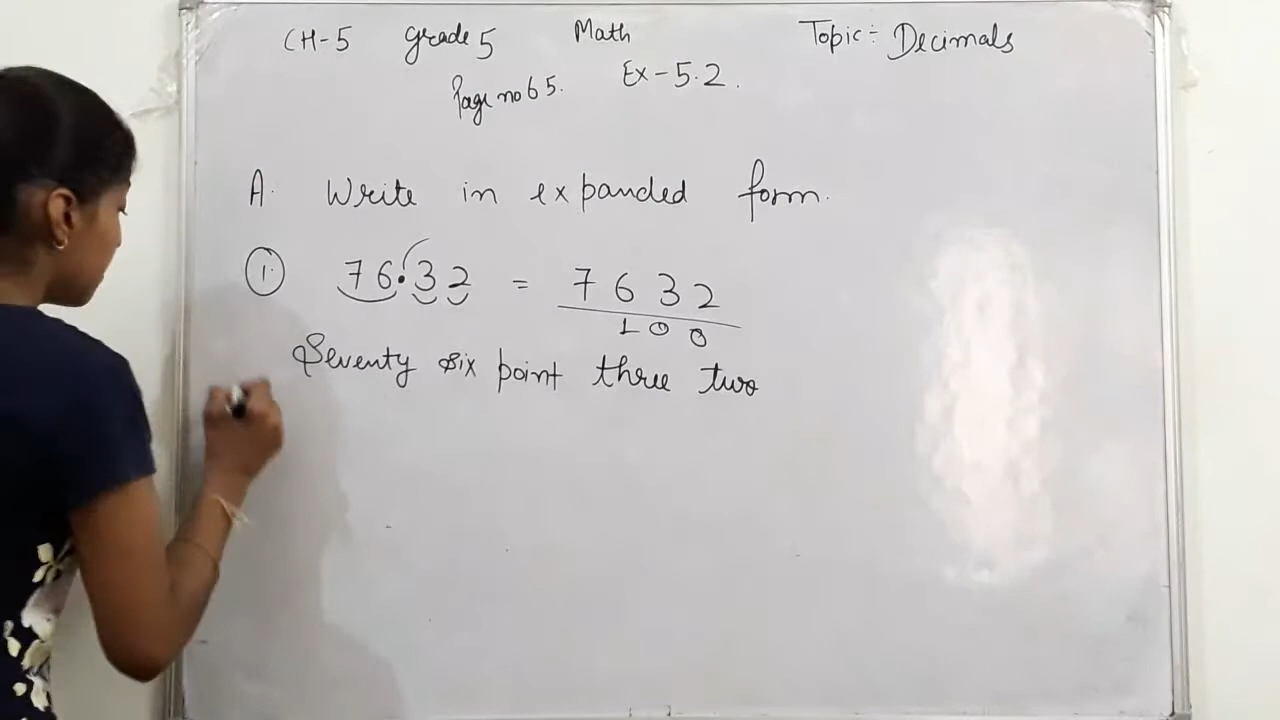 CH-5 grade 5 Math Topic:- Decimals
Page no 65. Ex-5.2.
A. Write in expanded form.
1. 76.32 = 7632
100
Seventy six point three two